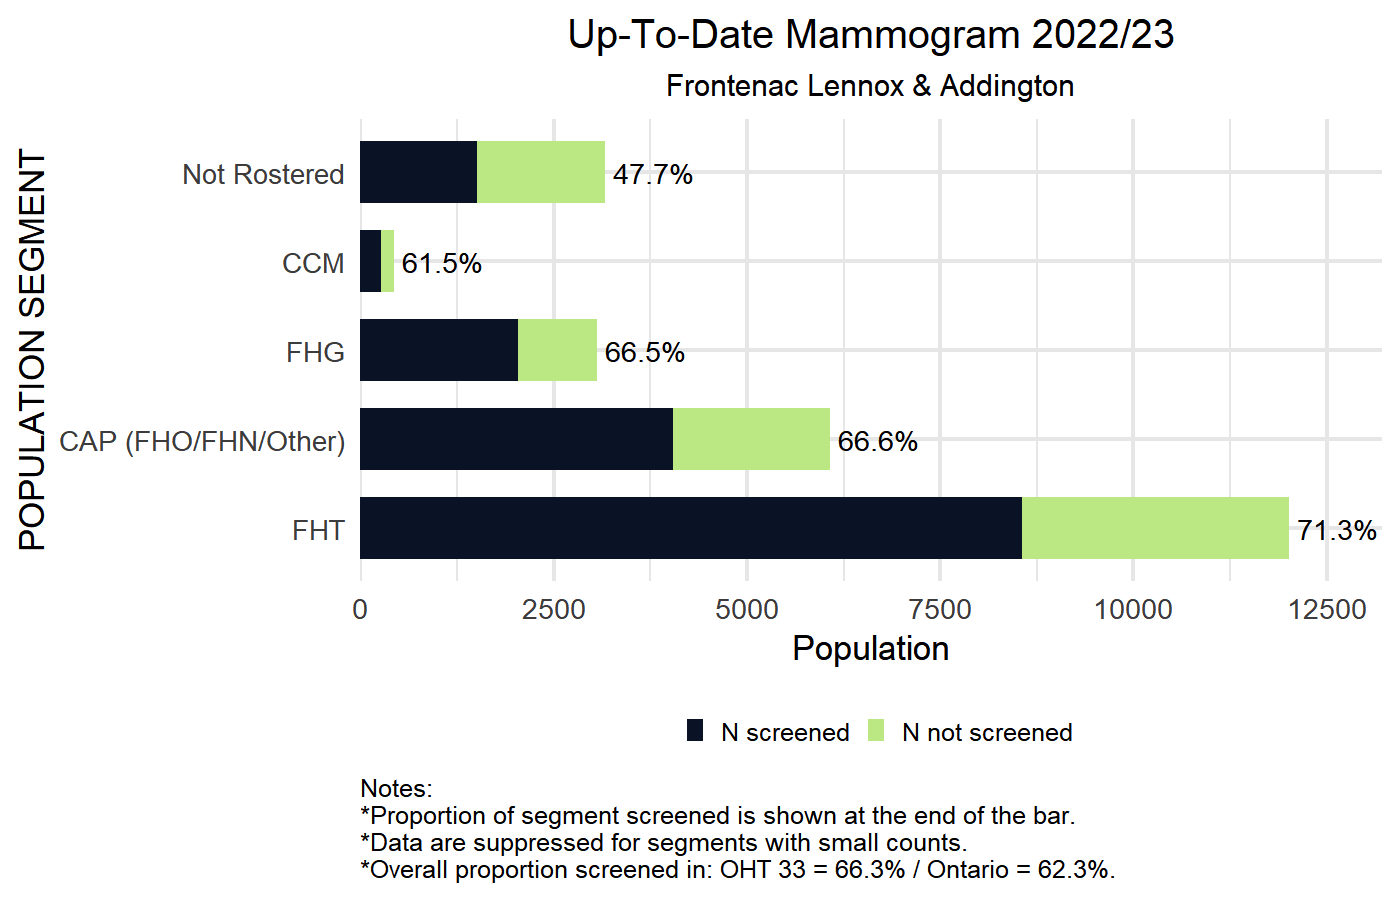 Up-To-Date Mammogram 2022/23
Frontenac Lennox & Addington
POPULATION SEGMENT
Not Rostered
47.7%
CCM
61.5%
FHG
66.5%
CAP (FHO/FHN/Other)
66.6%
FHT
71.3%
0 2500 5000 7500 10000 12500
Population
N screened N not screened
Notes:
*Proportion of segment screened is shown at the end of the bar.
*Data are suppressed for segments with small counts.
*Overall proportion screened in: OHT 33 = 66.3% / Ontario = 62.3%.